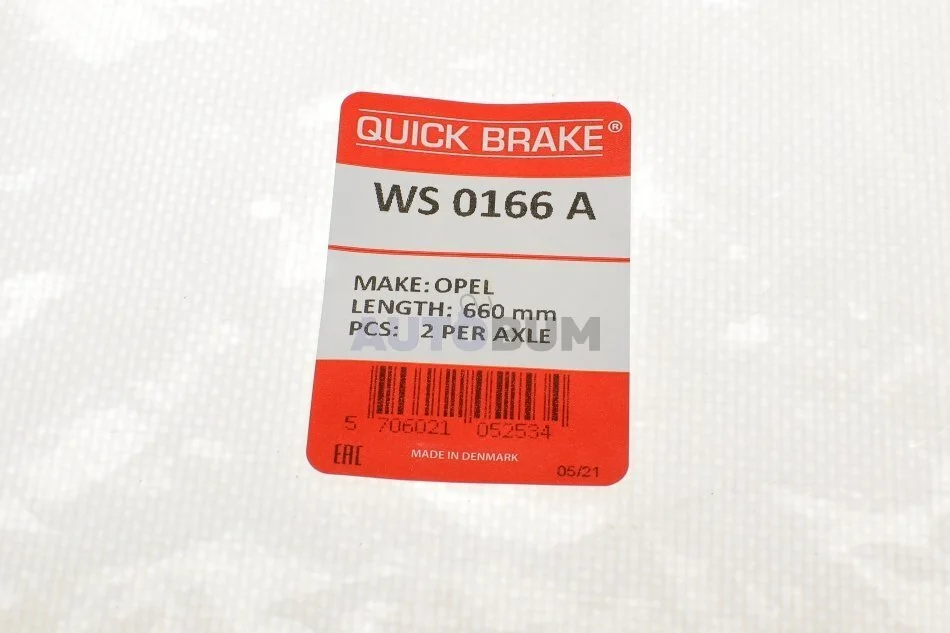 QUICK BRAKE®
WS 0166 A
MAKE: OPEL
LENGTH: 660 mm
PCS: 2 PER AXLE
AUTODUM
5 706021 052534
EAC MADE IN DENMARK
05/21